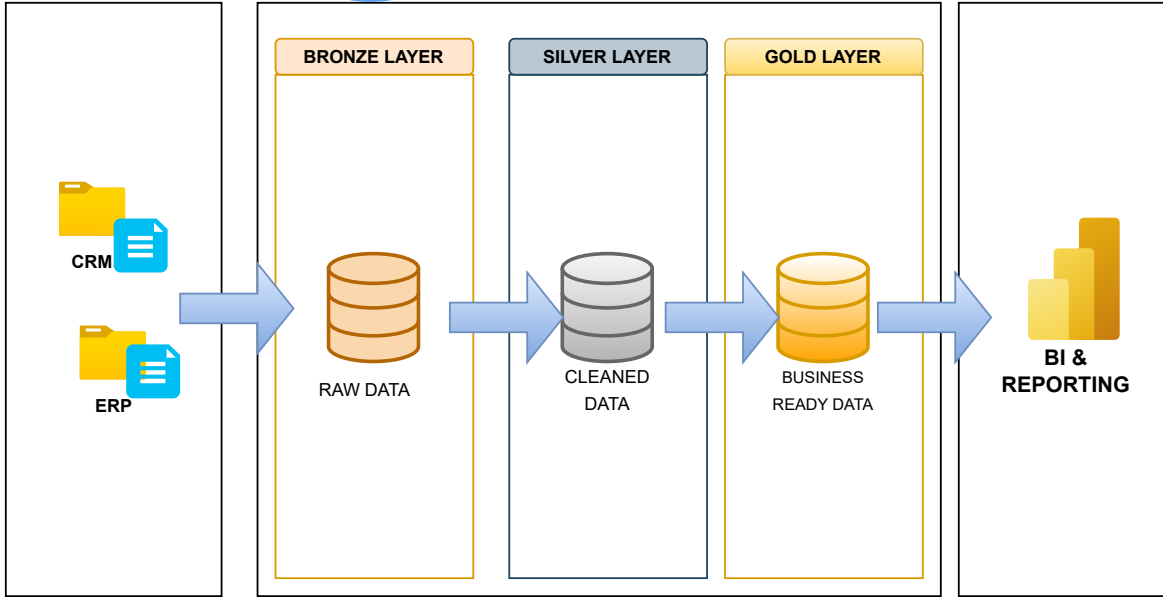 BRONZE LAYER
SILVER LAYER
GOLD LAYER
CRM
ERP
RAW DATA
CLEANED
DATA
BUSINESS
READY DATA
BI &
REPORTING